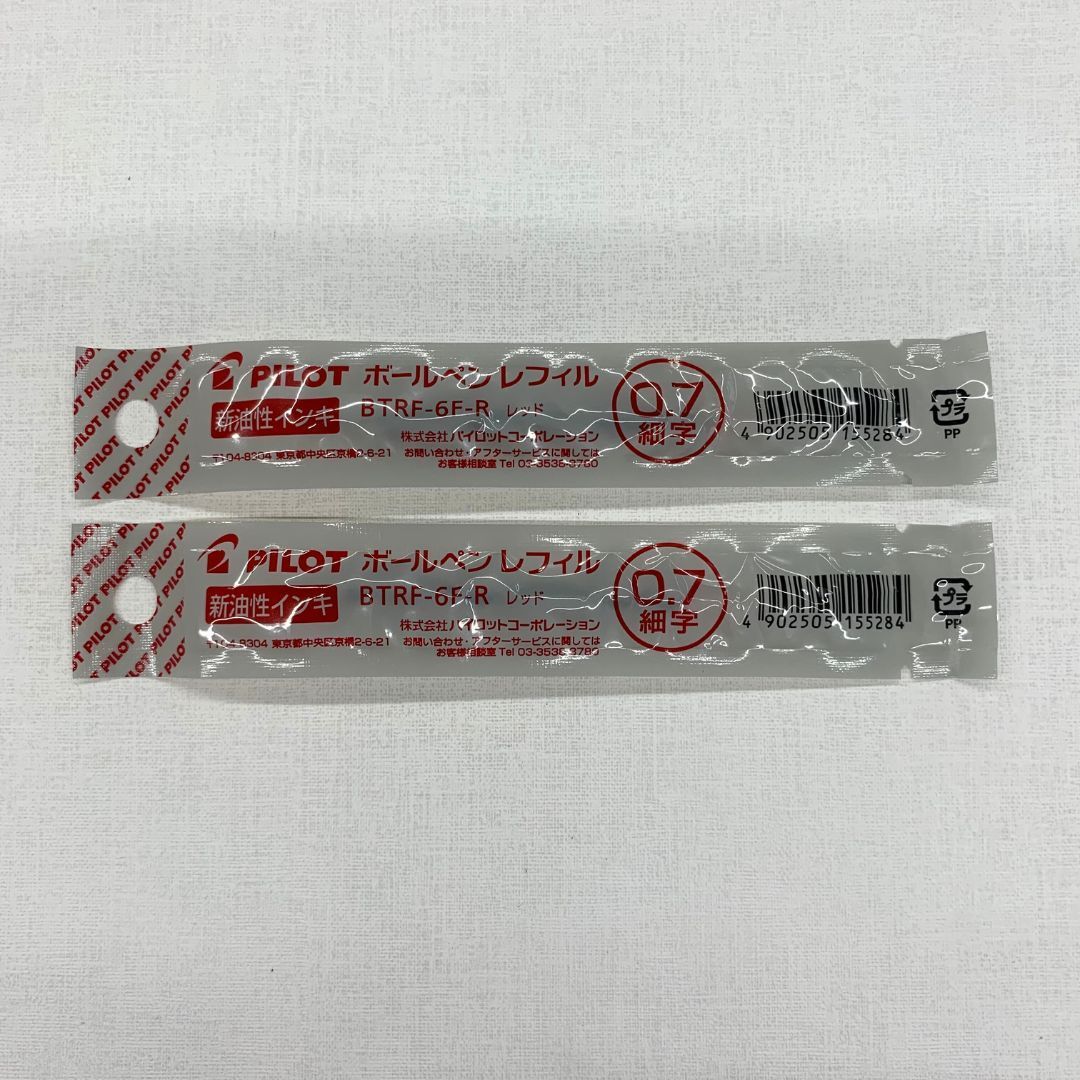 PILOT ボールペン レフィル
新油性インキ BTRF-6F-R レッド
0.7
細字
株式会社パイロットコーポレーション
〒104-8304 東京都中央区京橋2-6-21 お問い合わせ・アフターサービスに関しては
お客様相談室 Tel 03-3538-3780
4 902505 155284
プラ
PP
PILOT ボールペン レフィル
新油性インキ BTRF-6F-R レッド
0.7
細字
株式会社パイロットコーポレーション
〒104-8304 東京都中央区京橋2-6-21 お問い合わせ・アフターサービスに関しては
お客様相談室 Tel 03-3538-3780
4 902505 155284
プラ
PP